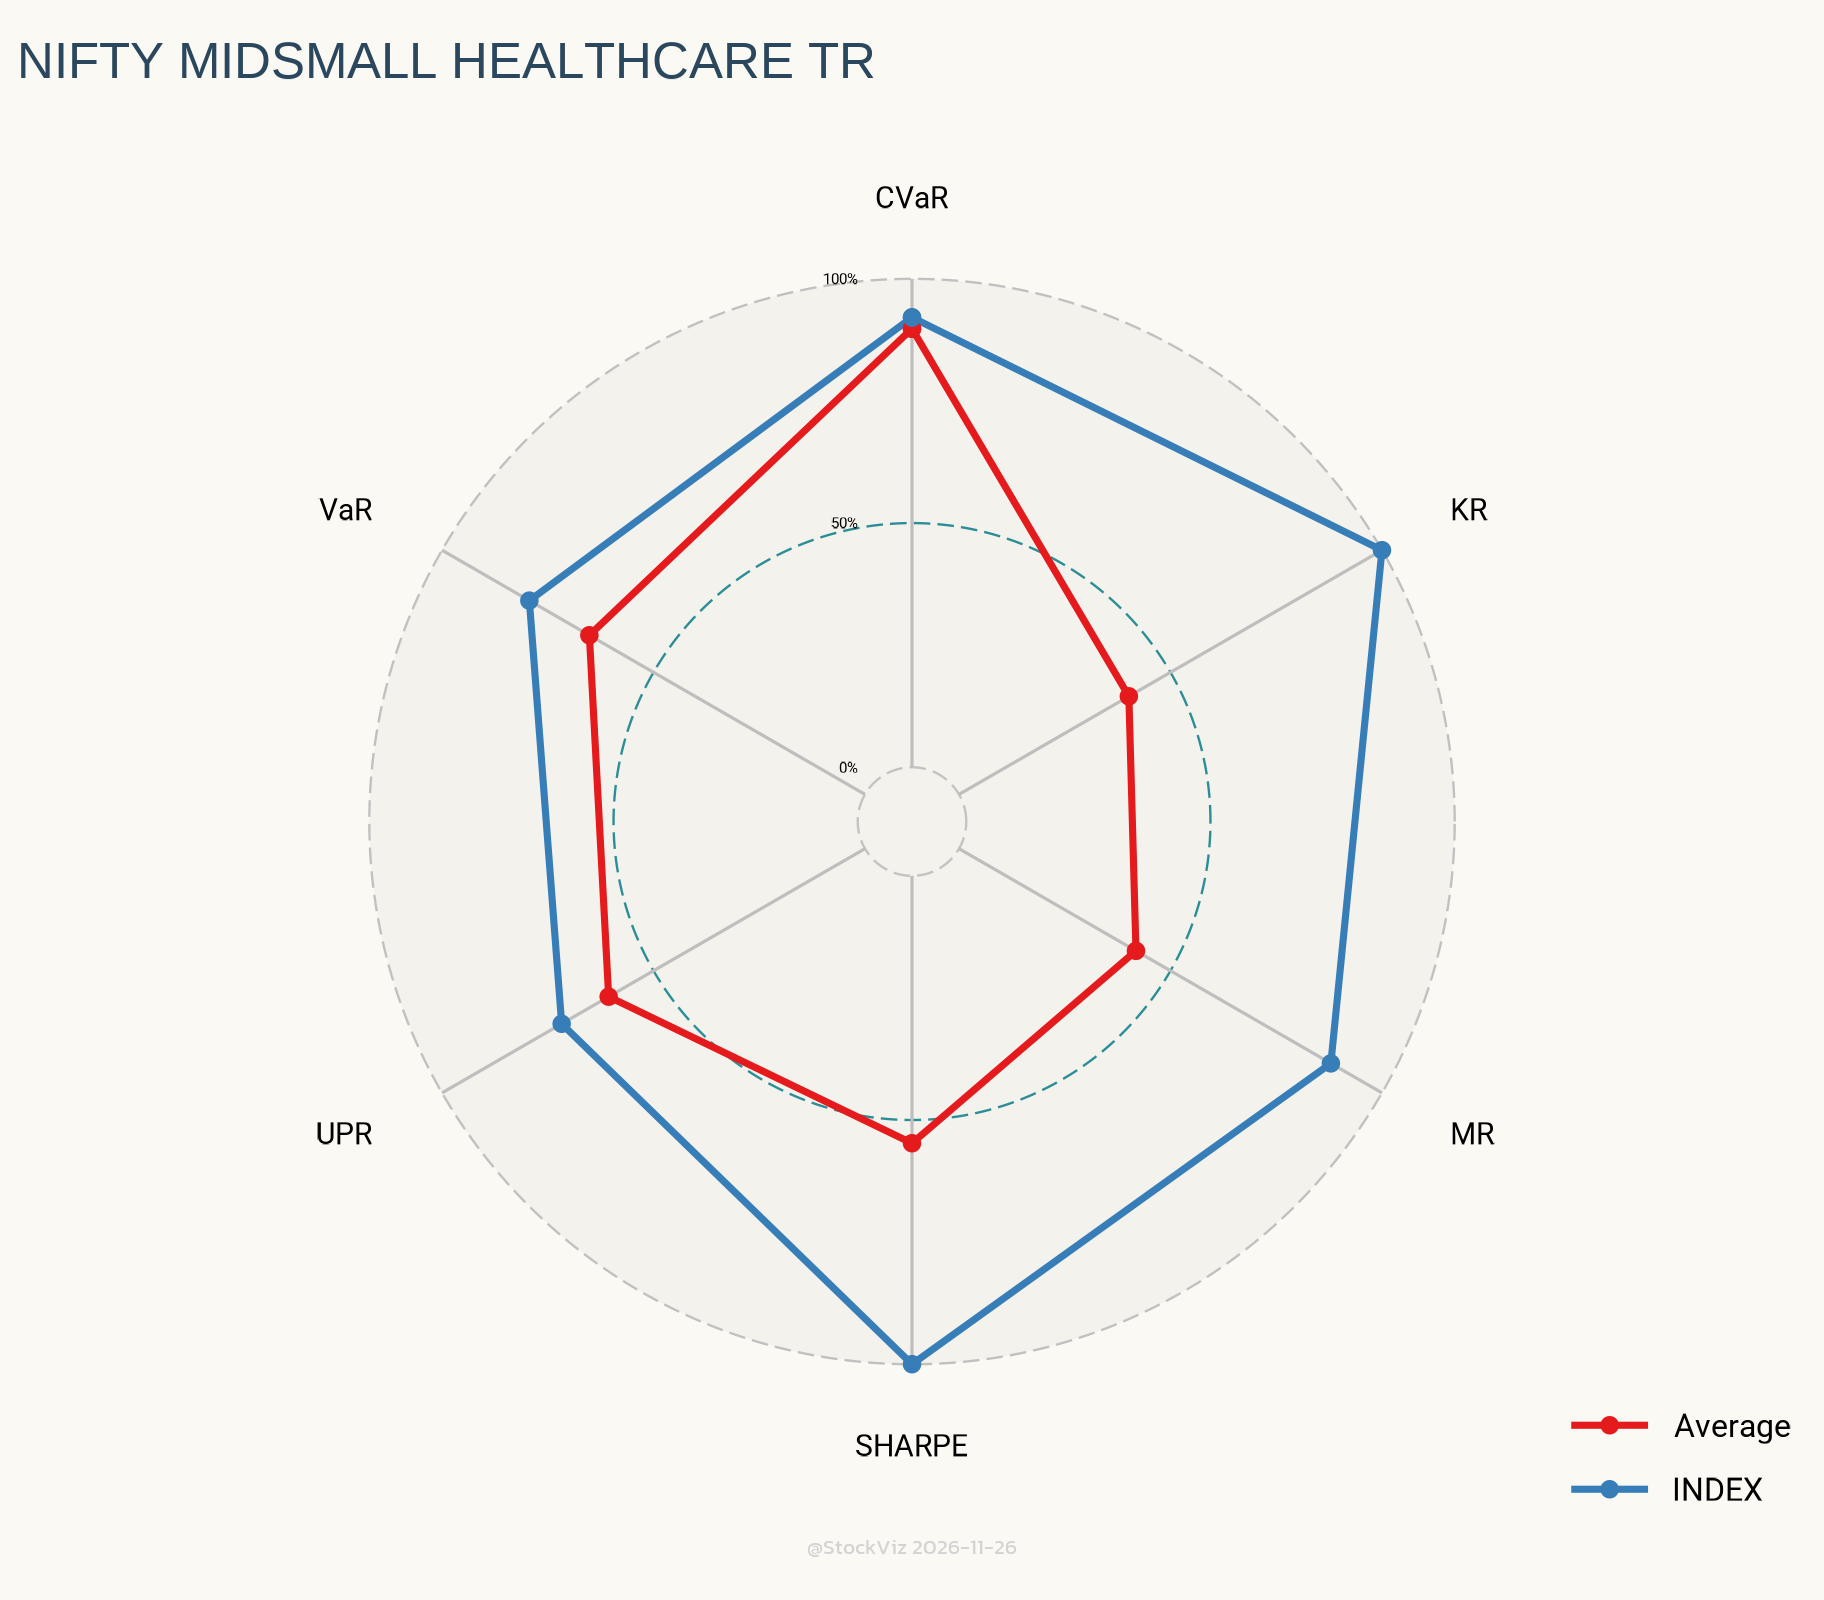 NIFTY MIDSMALL HEALTHCARE TR
CVaR
100%
VaR
KR
50%
0%
UPR
MR
SHARPE
Average
INDEX
@StockViz 2026-11-26